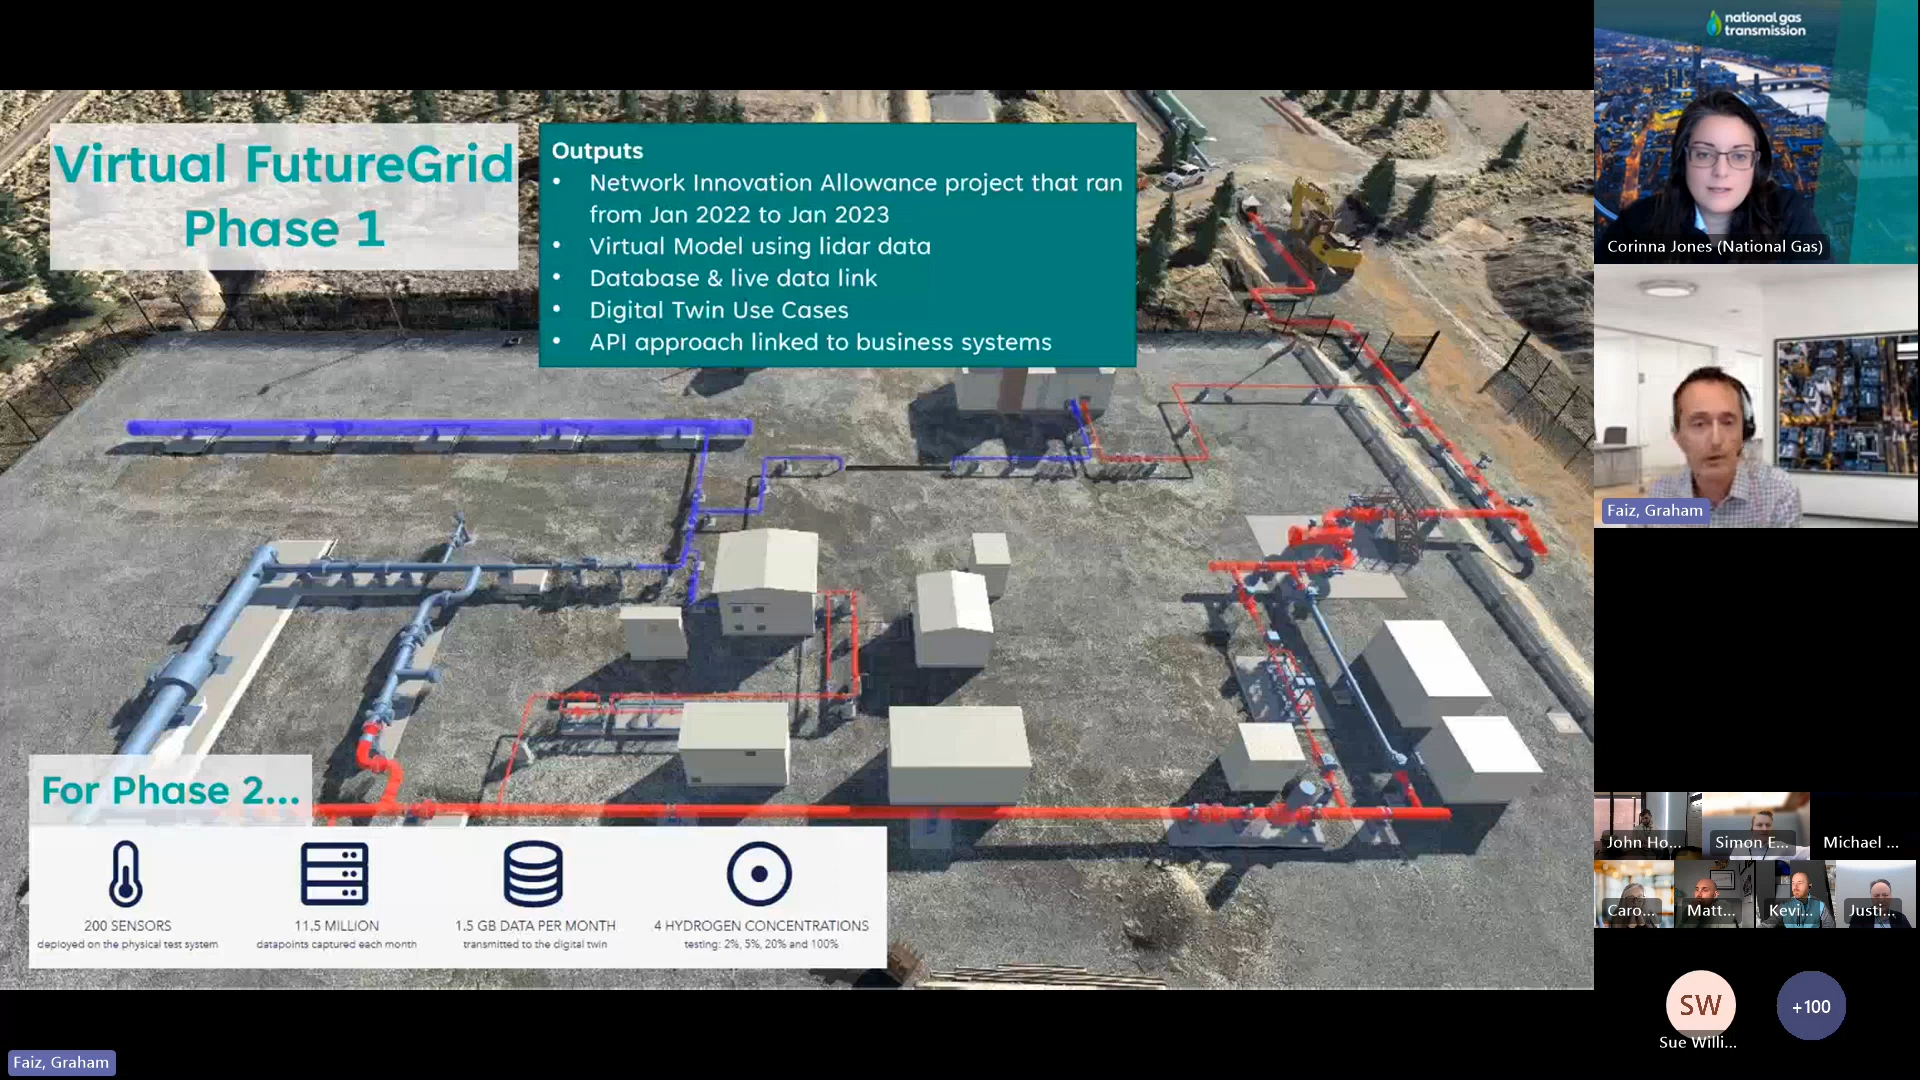 Virtual FutureGrid
Phase 1
Outputs
• Network Innovation Allowance project that ran
from Jan 2022 to Jan 2023
• Virtual Model using lidar data
• Database & live data link
• Digital Twin Use Cases
• API approach linked to business systems
For Phase 2...
200 SENSORS
deployed on the physical test system
11.5 MILLION
datapoints captured each month
1.5 GB DATA PER MONTH
transmitted to the digital twin
4 HYDROGEN CONCENTRATIONS
testing: 2%, 5%, 20% and 100%
national gas
transmission
Corinna Jones (National Gas)
Faiz, Graham
John Ho...
Simon E...
Michael ...
Caro...
Matt...
Kevi...
Justi...
SW
+100
Sue Willi...
Faiz, Graham